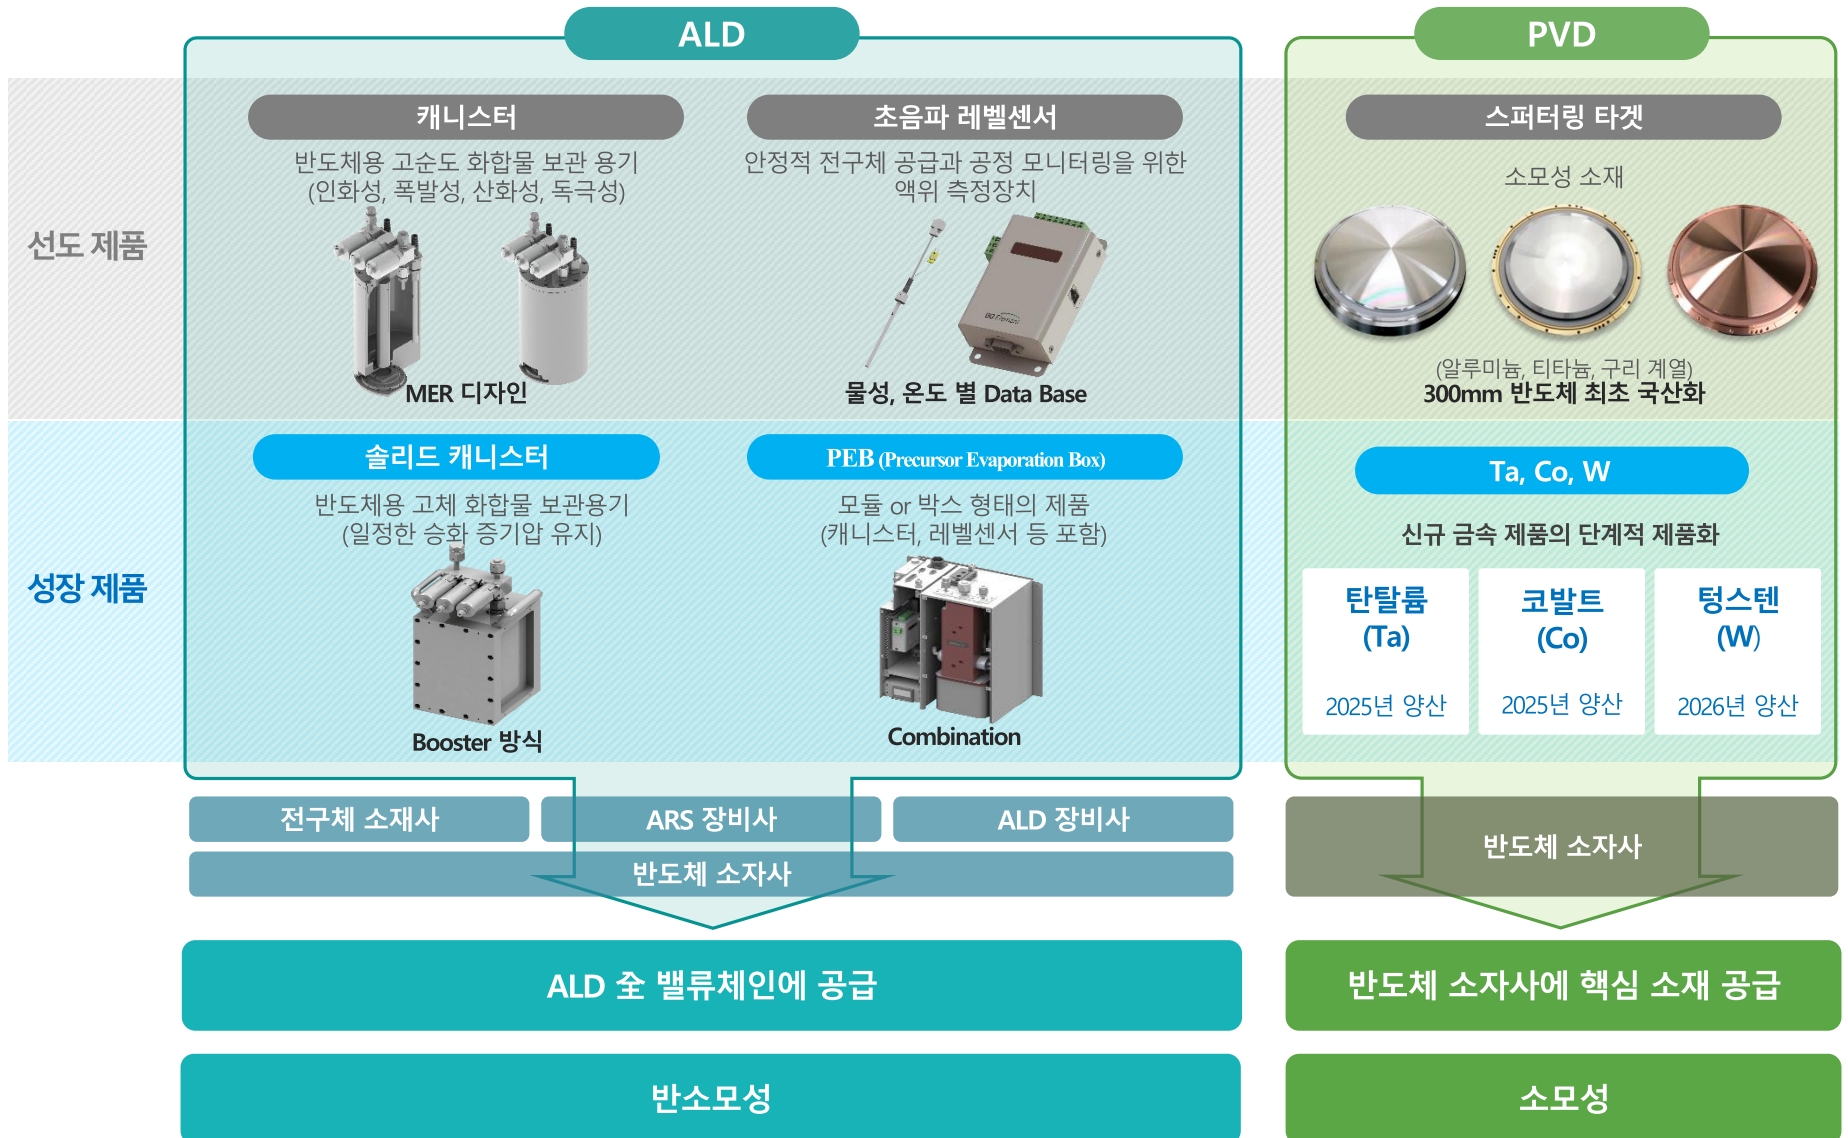 ALD
PVD
선도 제품
캐니스터
반도체용 고순도 화합물 보관 용기
(인화성, 폭발성, 산화성, 독극성)
MER 디자인
초음파 레벨센서
안정적 전구체 공급과 공정 모니터링을 위한
액위 측정장치
물성, 온도 별 Data Base
스퍼터링 타겟
소모성 소재
(알루미늄, 티타늄, 구리 계열)
300mm 반도체 최초 국산화
성장 제품
솔리드 캐니스터
반도체용 고체 화합물 보관용기
(일정한 승화 증기압 유지)
Booster 방식
PEB (Precursor Evaporation Box)
모듈 or 박스 형태의 제품
(캐니스터, 레벨센서 등 포함)
Combination
Ta, Co, W
신규 금속 제품의 단계적 제품화
탄탈륨
(Ta)
2025년 양산
코발트
(Co)
2025년 양산
텅스텐
(W)
2026년 양산
전구체 소재사
ARS 장비사
ALD 장비사
반도체 소자사
반도체 소자사
ALD 全 밸류체인에 공급
반도체 소자사에 핵심 소재 공급
반소모성
소모성